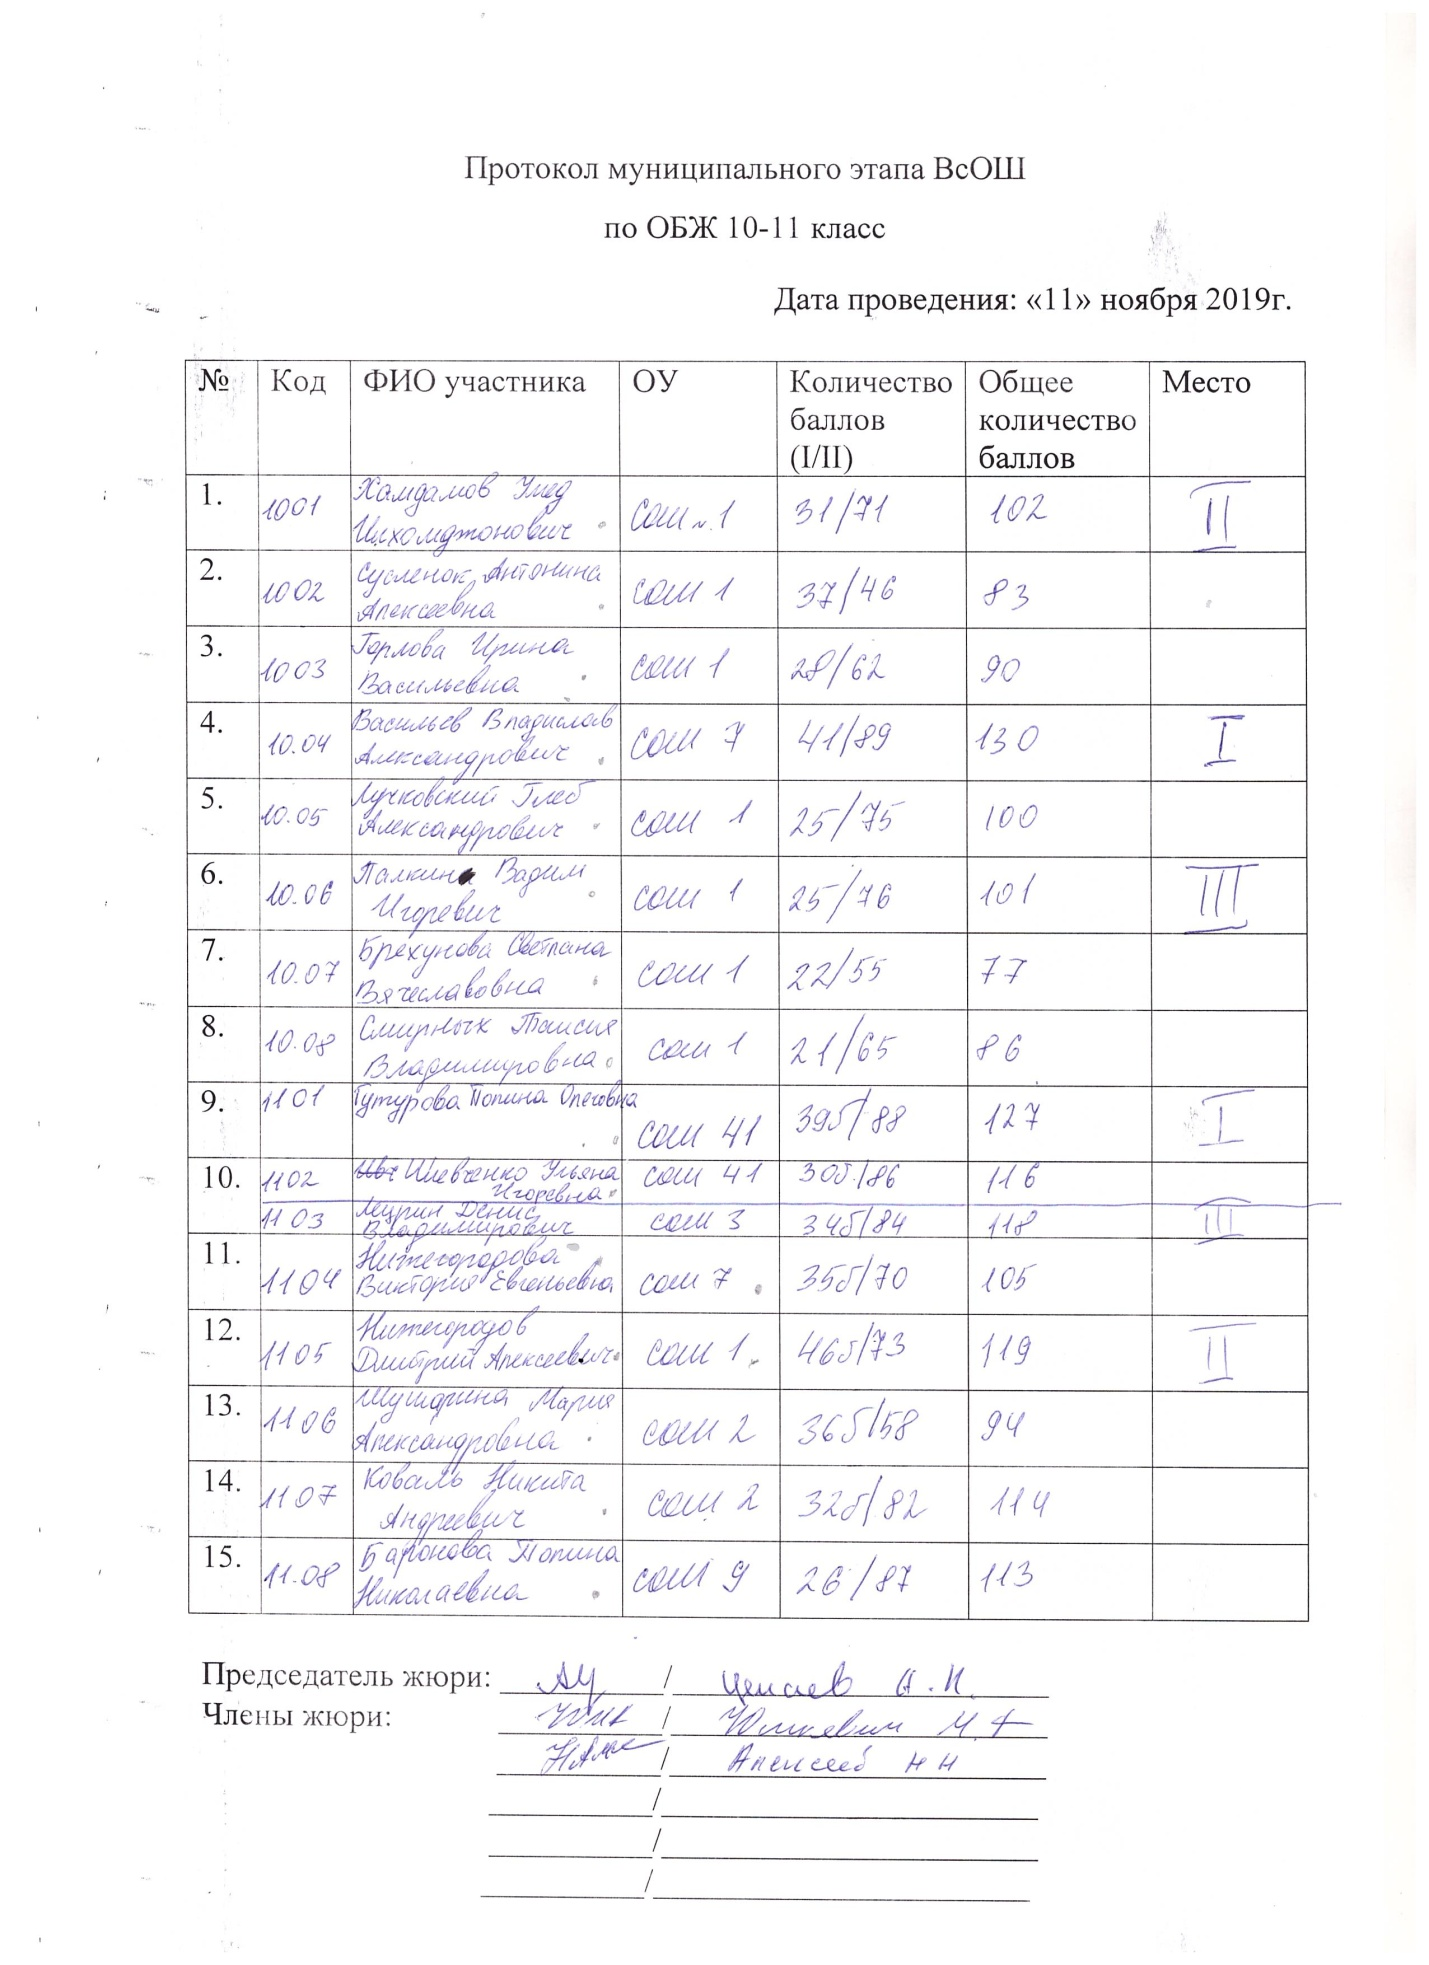 Протокол муниципального этапа ВсОШ
по ОБЖ 10-11 класс
Дата проведения: «11» ноября 2019г.
№ Код ФИО участника ОУ Количество Общее Место
баллов количество
(I/II) баллов
1. 1001 Хамдамов Умед сош № 1 31/71 102 II
2. 1002 Сусленок Антонина сош 1 37/46 83
Алексеевна
3. 1003 Горлова Ирина сош 1 28/62 90
Васильевна
4. 10.04 Васильев Владислав сош 7 41/89 130 I
Александрович
5. 10.05 Лучковский Глеб сош 1 25/75 100
Александрович
6. 10.06 Палкин Вадим сош 1 25/76 101 III
Игоревич
7. 10.07 Брехунова Светлана сош 1 22/55 77
Вячеславовна
8. 10.08 Смирных Таисия сош 1 21/65 86
Владимировна
9. 1101 Гутурова Полина Олеговна сош 41 39б/88 127 I
10. 1102 Шевченко Ульяна сош 41 30б/86 116
Игоревна
1103 Мурин Денис сош 3 34б/84 118 III
Владимирович
11. 1104 Нижегородова сош 7 35б/70 105
Виктория Евгеньевна
12. 1105 Нижегородов сош 1 46б/73 119 II
Дмитрий Алексеевич
13. 1106 Мария сош 2 36б/58 94
Александровна
14. 1107 Коваль Никита сош 2 32б/82 114
Андреевич
15. 11.08 Баронова Полина сош 9 26/87 113
Николаевна
Председатель жюри: /
Члены жюри: / Юшкевич
/ Алексеев Н Н
/
/
/